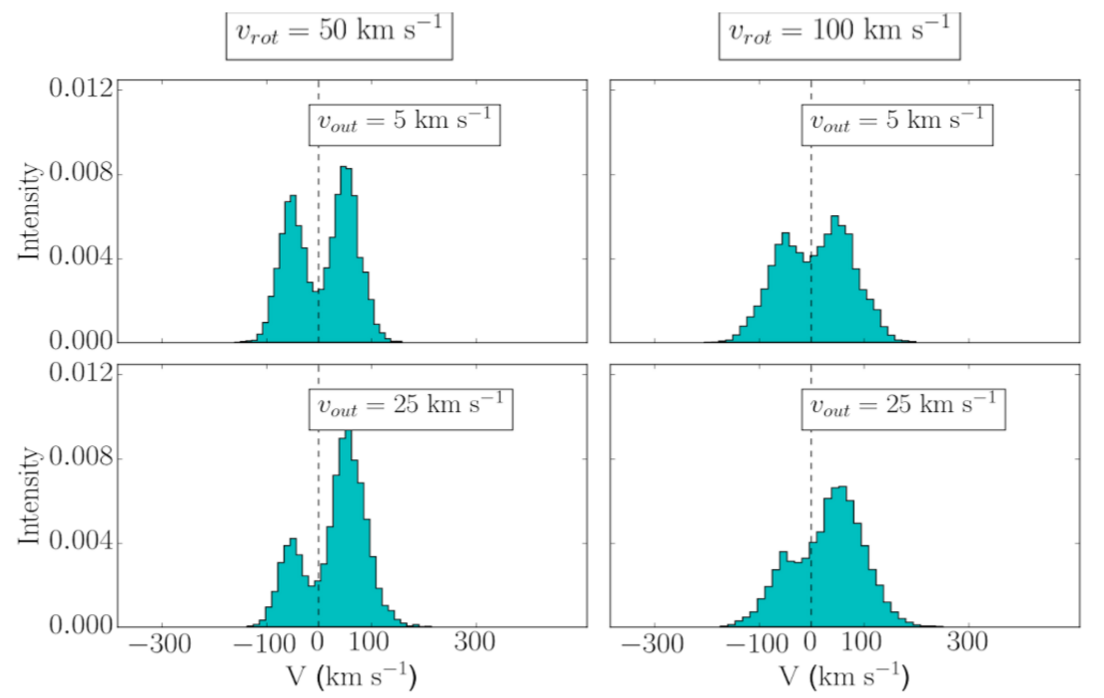 v_rot = 50 km s⁻¹
v_rot = 100 km s⁻¹
0.012
v_out = 5 km s⁻¹
v_out = 5 km s⁻¹
0.008
Intensity
0.004
0.000
0.012
v_out = 25 km s⁻¹
v_out = 25 km s⁻¹
0.008
Intensity
0.004
0.000
−300 −100 0 100 300
−300 −100 0 100 300
V (km s⁻¹)
V (km s⁻¹)